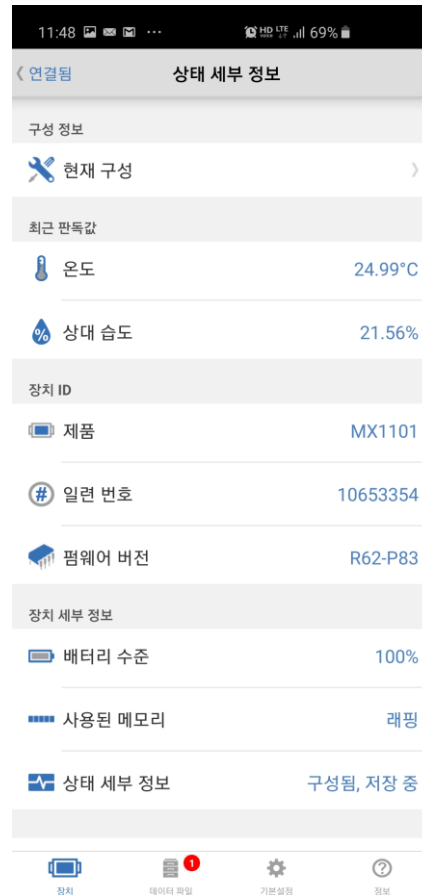 11:48 ··· HD LTE 69%
연결됨 상태 세부 정보
구성 정보
현재 구성
최근 판독값
온도 24.99°C
% 상대 습도 21.56%
장치 ID
제품 MX1101
# 일련 번호 10653354
펌웨어 버전 R62-P83
장치 세부 정보
배터리 수준 100%
사용된 메모리 래핑
상태 세부 정보 구성됨, 저장 중
1
장치 데이터 파일 기본설정 정보